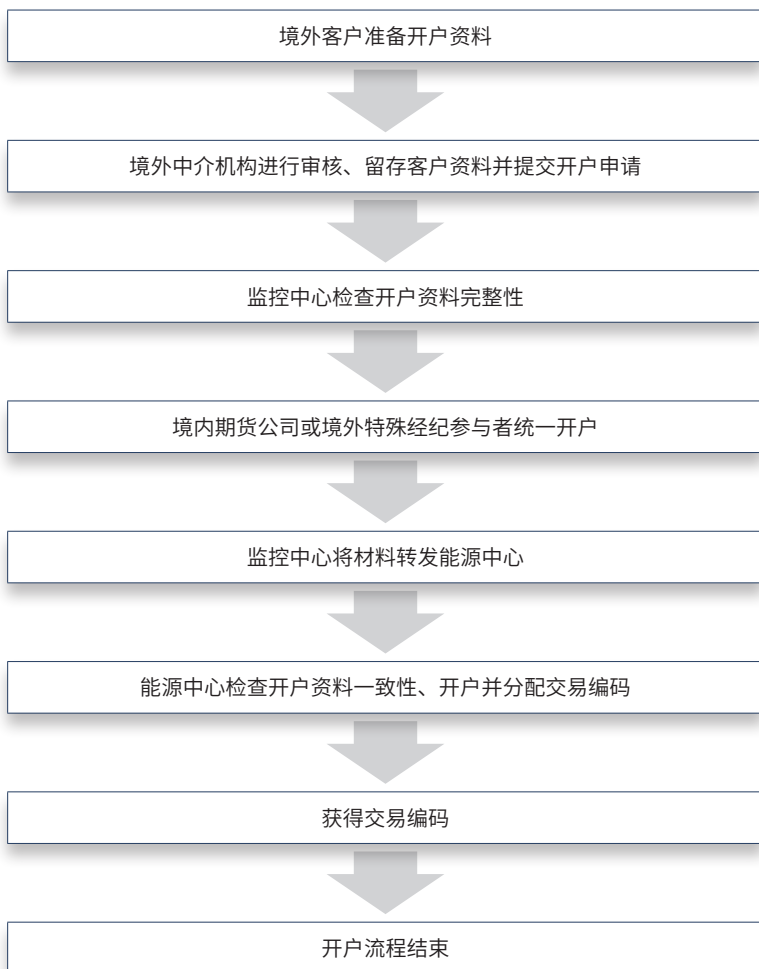 境外客户准备开户资料
境外中介机构进行审核、留存客户资料并提交开户申请
监控中心检查开户资料完整性
境内期货公司或境外特殊经纪参与者统一开户
监控中心将材料转发能源中心
能源中心检查开户资料一致性、开户并分配交易编码
获得交易编码
开户流程结束